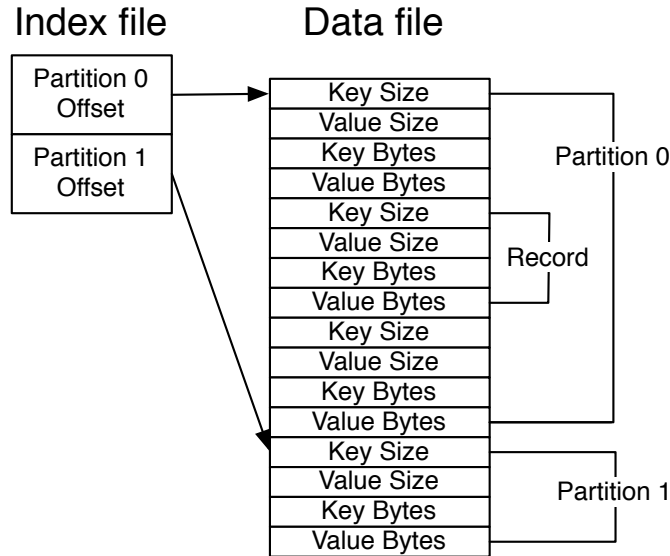 Index file
Partition 0
Offset
Partition 1
Offset
Data file
Key Size
Value Size
Key Bytes
Value Bytes
Key Size
Value Size
Key Bytes
Value Bytes
Key Size
Value Size
Key Bytes
Value Bytes
Key Size
Value Size
Key Bytes
Value Bytes
Partition 0
Record
Partition 1